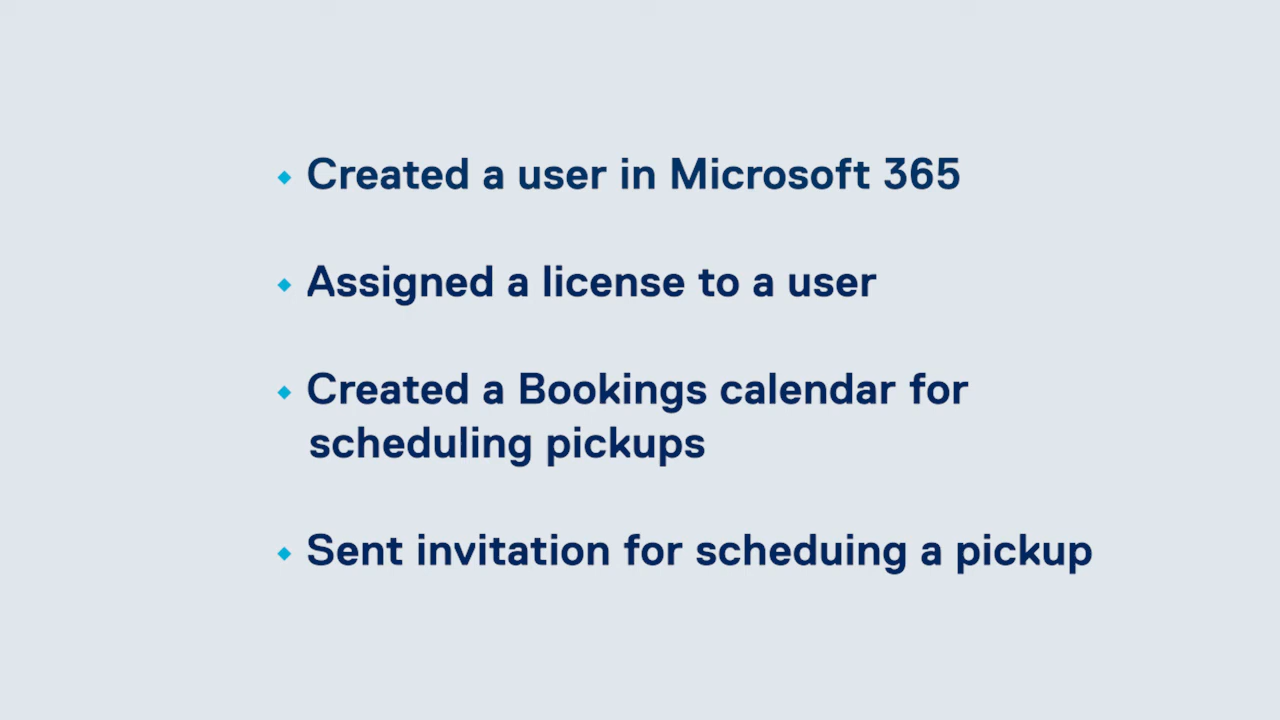 Created a user in Microsoft 365
Assigned a license to a user
Created a Bookings calendar for
scheduling pickups
Sent invitation for scheduing a pickup